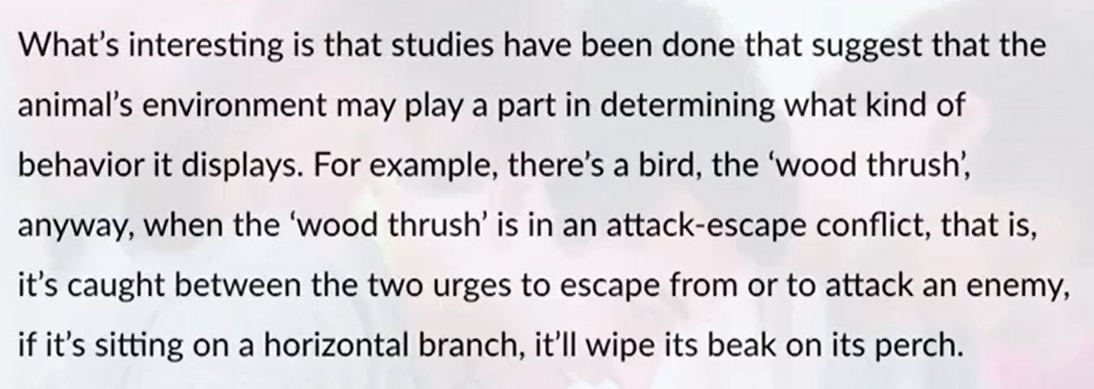 What’s interesting is that studies have been done that suggest that the
animal’s environment may play a part in determining what kind of
behavior it displays. For example, there’s a bird, the ‘wood thrush’,
anyway, when the ‘wood thrush’ is in an attack-escape conflict, that is,
it’s caught between the two urges to escape from or to attack an enemy,
if it’s sitting on a horizontal branch, it’ll wipe its beak on its perch.